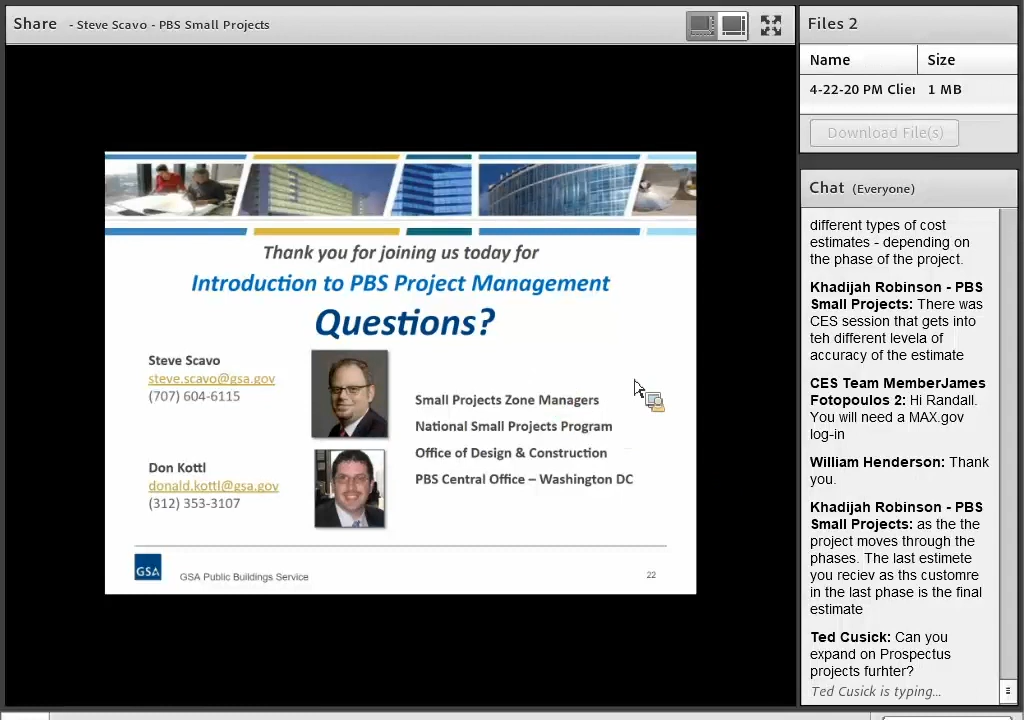 Share - Steve Scavo - PBS Small Projects
Thank you for joining us today for
Introduction to PBS Project Management
Questions?
Steve Scavo
steve.scavo@gsa.gov
(707) 604-6115
Small Projects Zone Managers
National Small Projects Program
Office of Design & Construction
PBS Central Office – Washington DC
Don Kottl
donald.kottl@gsa.gov
(312) 353-3107
GSA
GSA Public Buildings Service
22
Files 2
Name Size
4-22-20 PM Clier 1 MB
Download File(s)
Chat (Everyone)
different types of cost
estimates - depending on
the phase of the project.
Khadijah Robinson - PBS
Small Projects: There was
CES session that gets into
teh different levela of
accuracy of the estimate
CES Team MemberJames
Fotopoulos 2: Hi Randall.
You will need a MAX.gov
log-in
William Henderson: Thank
you.
Khadijah Robinson - PBS
Small Projects: as the the
project moves through the
phases. The last estimete
you reciev as ths customre
in the last phase is the final
estimate
Ted Cusick: Can you
expand on Prospectus
projects furhter?
Ted Cusick is typing...